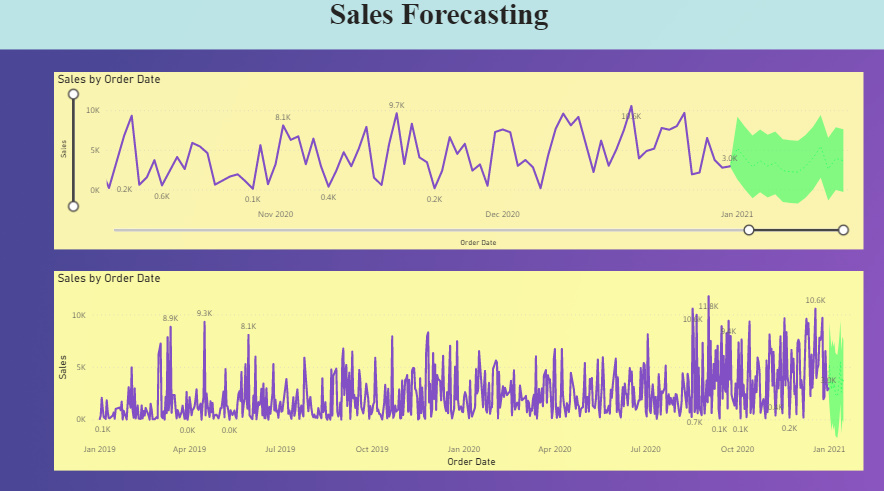 Sales Forecasting
Sales by Order Date
10K
5K
0K
Sales
0.2K
0.6K
8.1K
0.1K
0.4K
9.7K
0.2K
10.6K
3.0K
Nov 2020
Dec 2020
Jan 2021
Order Date
Sales by Order Date
10K
5K
0K
Sales
0.1K
8.9K
0.0K
9.3K
0.0K
8.1K
0.7K
11.8K
0.1K
0.1K
0.2K
10.6K
Jan 2019
Apr 2019
Jul 2019
Oct 2019
Jan 2020
Apr 2020
Jul 2020
Oct 2020
Jan 2021
Order Date